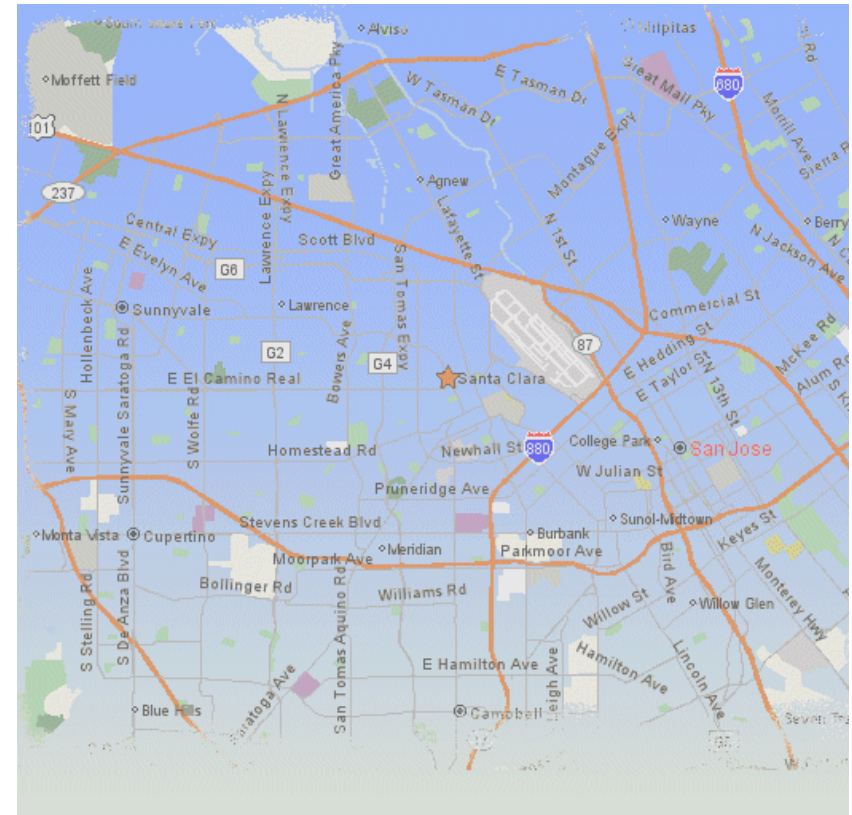 Alviso
Milpitas
Moffett Field
Great America Pky
W Tasman Dr
E Tasman Dr
Great Mall Pky
680
Morrill Ave
101
N Lawrence Expy
Montague Expy
Sierra R
237
Agnew
Lafayette St
N 1st St
Wayne
Berry
Central Expy
Lawrence Expy
Scott Blvd
N Jackson Ave
E Evelyn Ave
G6
San Tomas Expy
Hollenbeck Ave
Sunnyvale
Lawrence
Commercial St
Bowers Ave
87
E Hedding St
McKee Rd
G2
G4
E Taylor St
N 13th St
Alum Ro
E El Camino Real
Santa Clara
S Mary Ave
Sunnyvale Saratoga Rd
S Wolfe Rd
Homestead Rd
Newhall St
880
College Park
San Jose
W Julian St
Pruneridge Ave
Stevens Creek Blvd
Sunol-Midtown
Keyes St
Monta Vista
Cupertino
Meridian
Burbank
Moorpark Ave
Parkmoor Ave
Bird Ave
Bollinger Rd
Williams Rd
Willow St
Willow Glen
Monterey Hwy
S Stelling Rd
S De Anza Blvd
San Tomas Aquino Rd
E Hamilton Ave
Hamilton Ave
Lincoln Ave
eigh Ave
aratoga Ave
Campbell